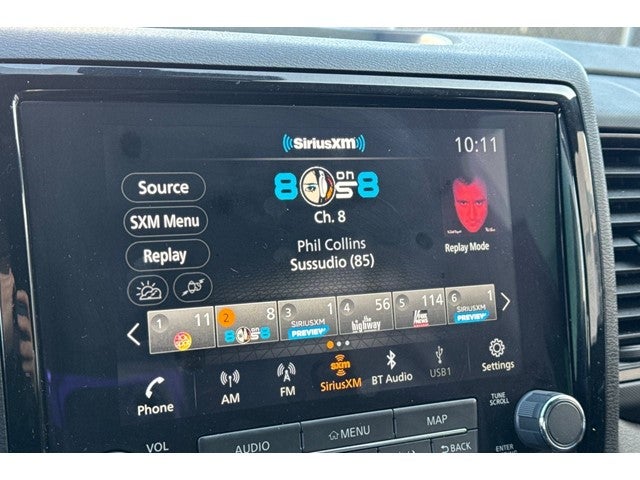 SiriusXM
10:11
8 on 8
Source
SXM Menu
Replay
Ch. 8
Phil Collins
Sussudio (85)
Replay Mode
1 11
2 8
3 1
SIRIUSXM
PREVIEW
4 56
the highway
5 114
6 1
SIRIUSXM
PREVIEW
Phone
AM
FM
SXM
SiriusXM
BT Audio
USB1
Settings
VOL
AUDIO
MENU
MAP
BACK
TUNE
SCROLL
ENTER